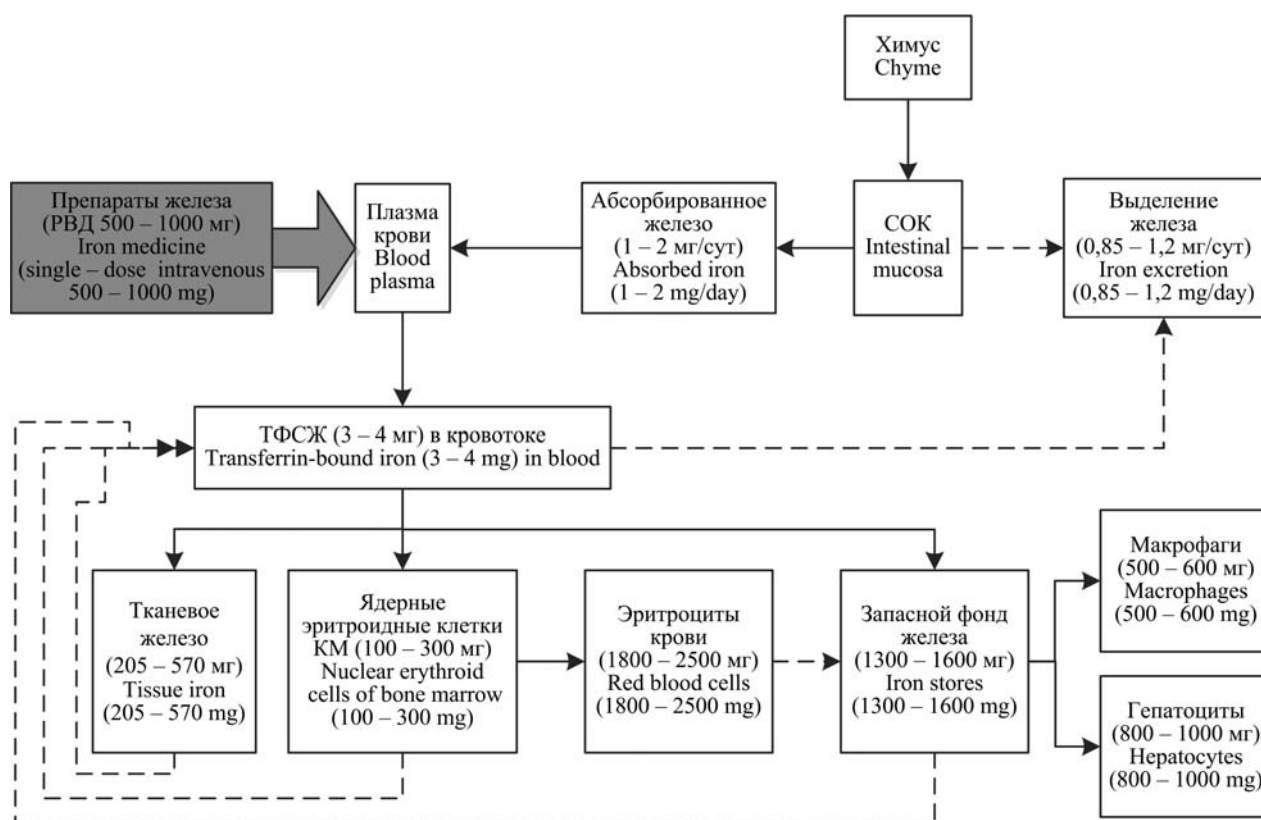 Химус
Chyme
Препараты железа
(РВД 500 – 1000 мг)
Iron medicine
(single – dose intravenous
500 – 1000 mg)
Плазма
крови
Blood
plasma
Абсорбированное
железо
(1 – 2 мг/сут)
Absorbed iron
(1 – 2 mg/day)
СОК
Intestinal
mucosa
Выделение
железа
(0,85 – 1,2 мг/сут)
Iron excretion
(0,85 – 1,2 mg/day)
ТФСЖ (3 – 4 мг) в кровотоке
Transferrin-bound iron (3 – 4 mg) in blood
Тканевое
железо
(205 – 570 мг)
Tissue iron
(205 – 570 mg)
Ядерные
эритроидные клетки
КМ (100 – 300 мг)
Nuclear erythroid
cells of bone marrow
(100 – 300 mg)
Эритроциты
крови
(1800 – 2500 мг)
Red blood cells
(1800 – 2500 mg)
Запасной фонд
железа
(1300 – 1600 мг)
Iron stores
(1300 – 1600 mg)
Макрофаги
(500 – 600 мг)
Macrophages
(500 – 600 mg)
Гепатоциты
(800 – 1000 мг)
Hepatocytes
(800 – 1000 mg)